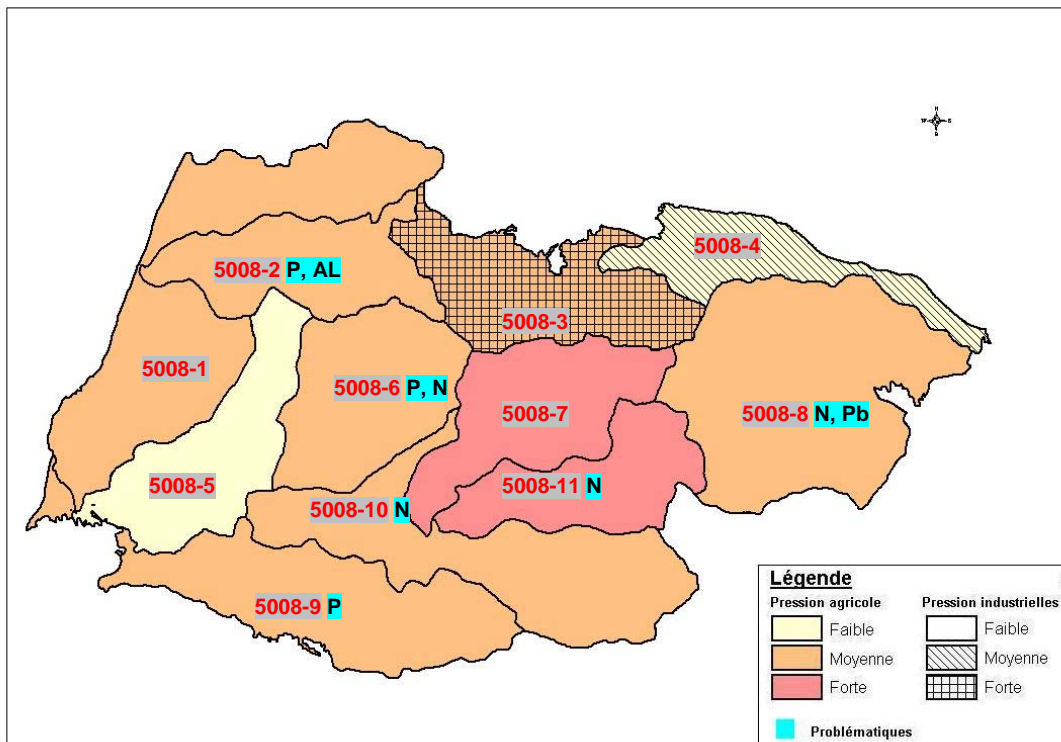 N
W E
S
5008-4
5008-2 P, AL
5008-3
5008-1
5008-6 P, N
5008-7
5008-8 N, Pb
5008-5
5008-11 N
5008-10 N
5008-9 P
Légende
Pression agricole Pression industrielles
Faible Faible
Moyenne Moyenne
Forte Forte
Problématiques